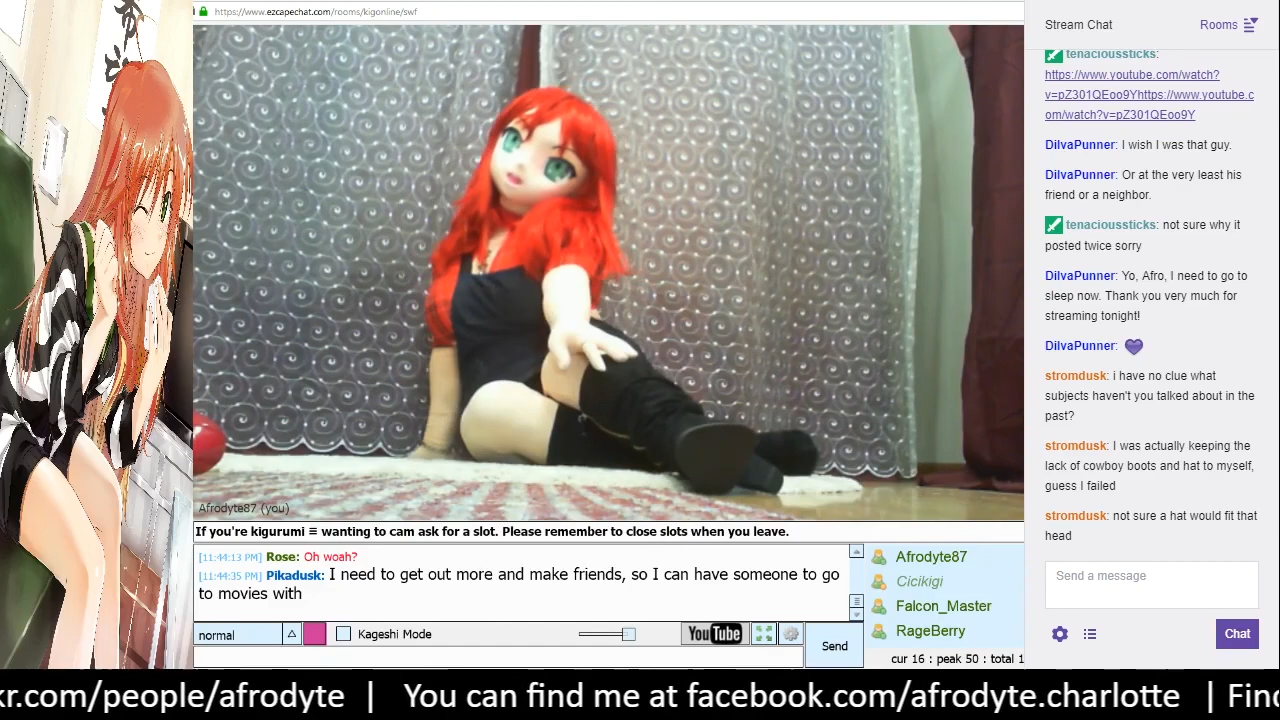 https://www.ezcapechat.com/rooms/kigonline/swf
Afrodyte87 (you)
If you're kigurumi ≡ wanting to cam ask for a slot. Please remember to close slots when you leave.
[11:44:13 PM] Rose: Oh woah?
[11:44:35 PM] Pikadusk: I need to get out more and make friends, so I can have someone to go
to movies with
Afrodyte87
Cicikigi
Falcon_Master
RageBerry
normal
Kageshi Mode
YouTube
Send
cur 16 : peak 50 : total 1
Stream Chat
Rooms
tenacioussticks:
https://www.youtube.com/watch?
v=pZ301QEoo9Yhttps://www.youtube.c
om/watch?v=pZ301QEoo9Y
DilvaPunner: I wish I was that guy.
DilvaPunner: Or at the very least his
friend or a neighbor.
tenacioussticks: not sure why it
posted twice sorry
DilvaPunner: Yo, Afro, I need to go to
sleep now. Thank you very much for
streaming tonight!
DilvaPunner:
stromdusk: i have no clue what
subjects haven't you talked about in the
past?
stromdusk: I was actually keeping the
lack of cowboy boots and hat to myself,
guess I failed
stromdusk: not sure a hat would fit that
head
Send a message
Chat
kr.com/people/afrodyte | You can find me at facebook.com/afrodyte.charlotte | Find